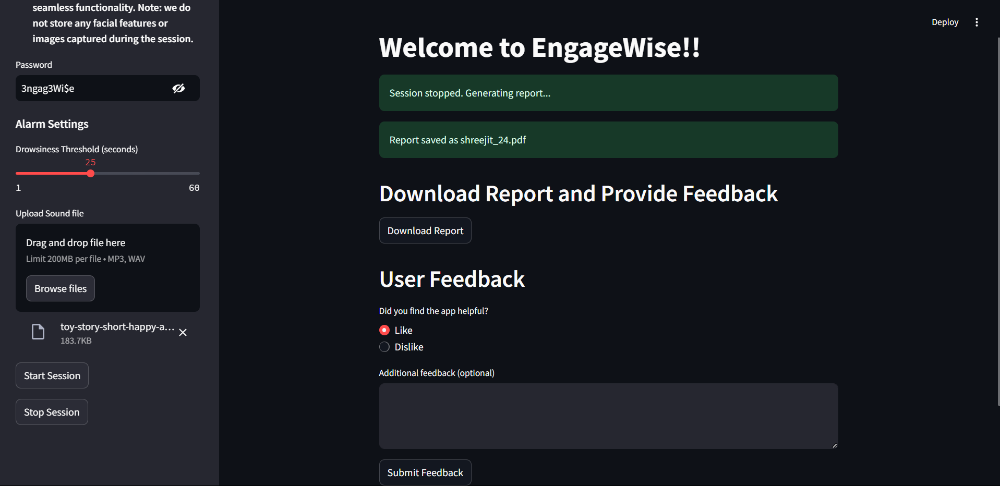 seamless functionality. Note: we do
not store any facial features or
images captured during the session.
Password
3ngag3Wi$e
Alarm Settings
Drowsiness Threshold (seconds)
25
1
60
Upload Sound file
Drag and drop file here
Limit 200MB per file • MP3, WAV
Browse files
toy-story-short-happy-a...
183.7KB
Start Session
Stop Session
Deploy
Welcome to EngageWise!!
Session stopped. Generating report...
Report saved as shreejit_24.pdf
Download Report and Provide Feedback
Download Report
User Feedback
Did you find the app helpful?
Like
Dislike
Additional feedback (optional)
Submit Feedback